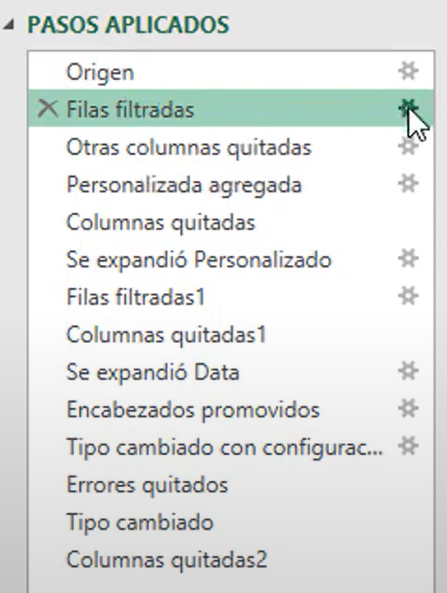 PASOS APLICADOS
Origen
Filas filtradas
Otras columnas quitadas
Personalizada agregada
Columnas quitadas
Se expandió Personalizado
Filas filtradas1
Columnas quitadas1
Se expandió Data
Encabezados promovidos
Tipo cambiado con configurac...
Errores quitados
Tipo cambiado
Columnas quitadas2